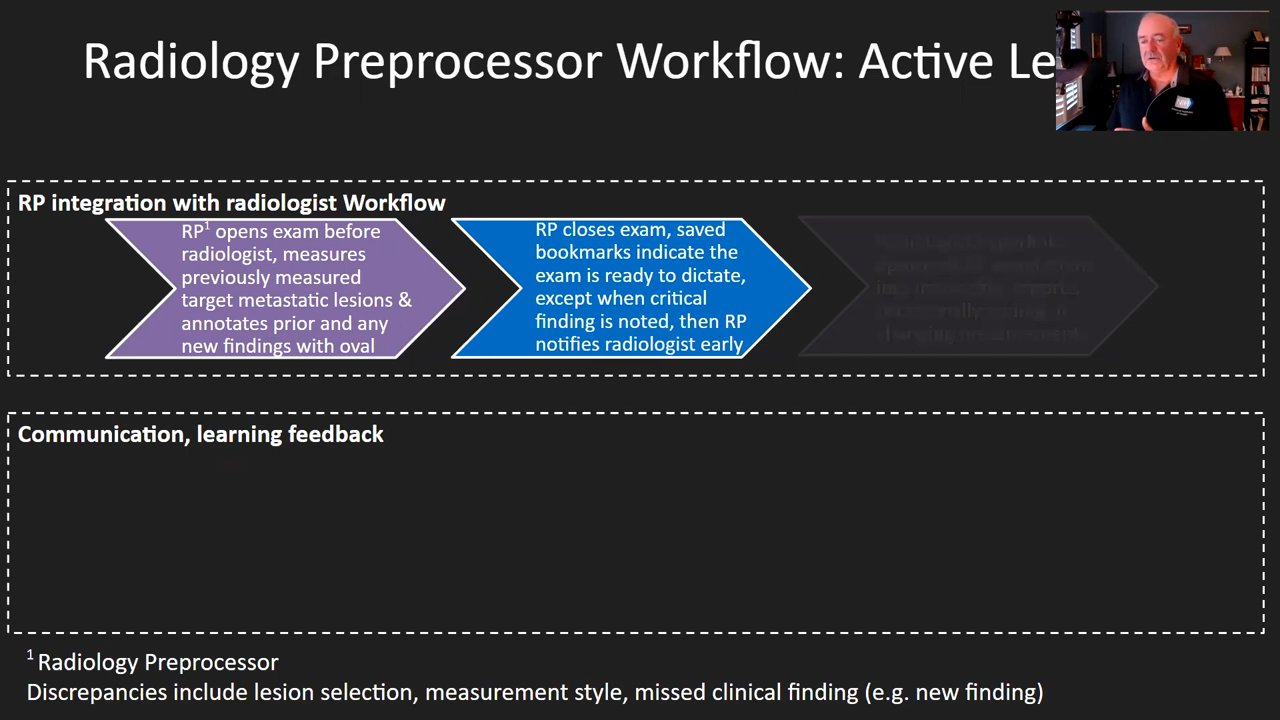 Radiology Preprocessor Workflow: Active Le
RP integration with radiologist Workflow
RP¹ opens exam before
radiologist, measures
previously measured
target metastatic lesions &
annotates prior and any
new findings with oval
RP closes exam, saved
bookmarks indicate the
exam is ready to dictate,
except when critical
finding is noted, then RP
notifies radiologist early
Communication, learning feedback
¹ Radiology Preprocessor
Discrepancies include lesion selection, measurement style, missed clinical finding (e.g. new finding)